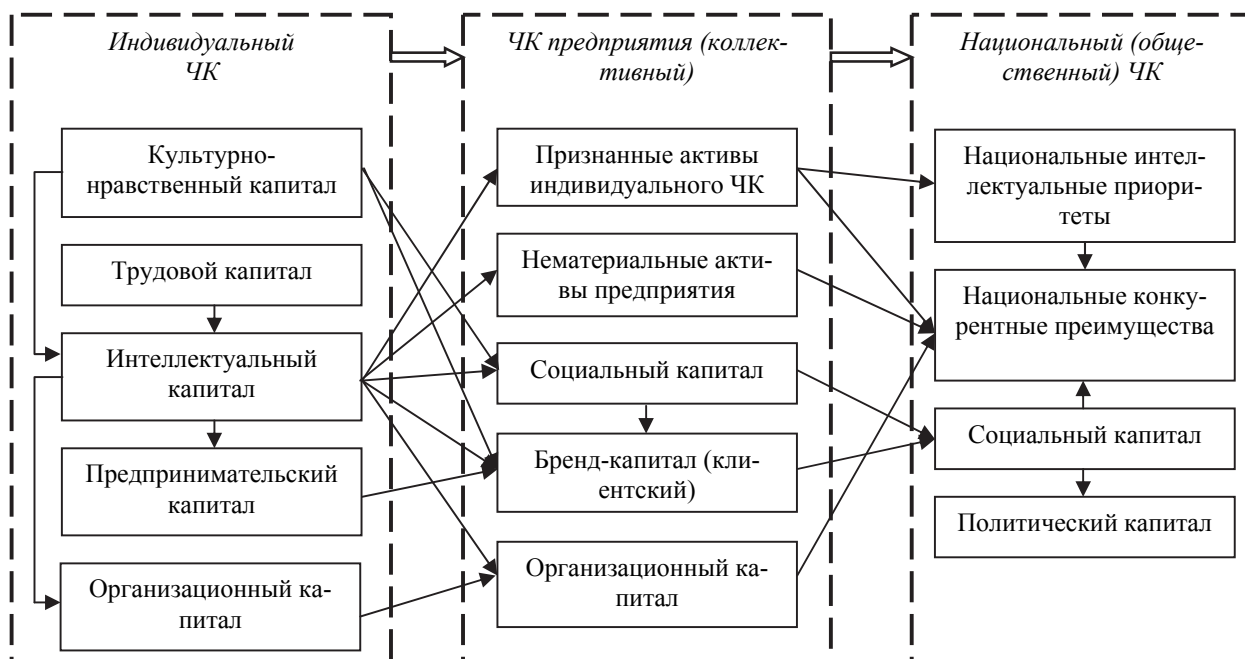 Индивидуальный
ЧК
Культурно-
нравственный капитал
Трудовой капитал
Интеллектуальный
капитал
Предпринимательский
капитал
Организационный ка-
питал
ЧК предприятия (коллек-
тивный)
Признанные активы
индивидуального ЧК
Нематериальные акти-
вы предприятия
Социальный капитал
Бренд-капитал (кли-
ентский)
Организационный ка-
питал
Национальный (обще-
ственный) ЧК
Национальные интел-
лектуальные приори-
теты
Национальные конку-
рентные преимущества
Социальный капитал
Политический капитал